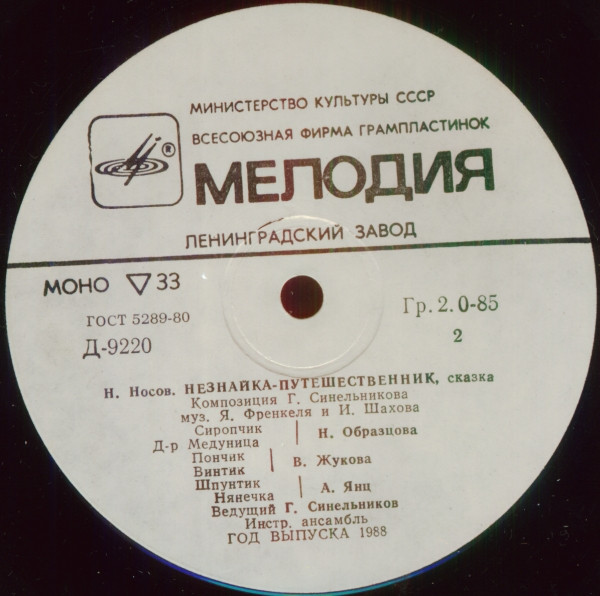 МИНИСТЕРСТВО КУЛЬТУРЫ СССР
ВСЕСОЮЗНАЯ ФИРМА ГРАМПЛАСТИНОК
®
МЕЛОДИЯ
ЛЕНИНГРАДСКИЙ ЗАВОД
МОНО ▽ 33
ГОСТ 5289-80
Гр. 2. 0-85
Д-9220
2
Н. Носов. НЕЗНАЙКА-ПУТЕШЕСТВЕННИК, сказка
Композиция Г. Синельникова
муз. Я. Френкеля и И. Шахова
Сиропчик
Д-р Медуница
Н. Образцова
Пончик
Винтик
В. Жукова
Шпунтик
Нянечка
А. Янц
Ведущий Г. Синельников
Инстр. ансамбль
ГОД ВЫПУСКА 1988